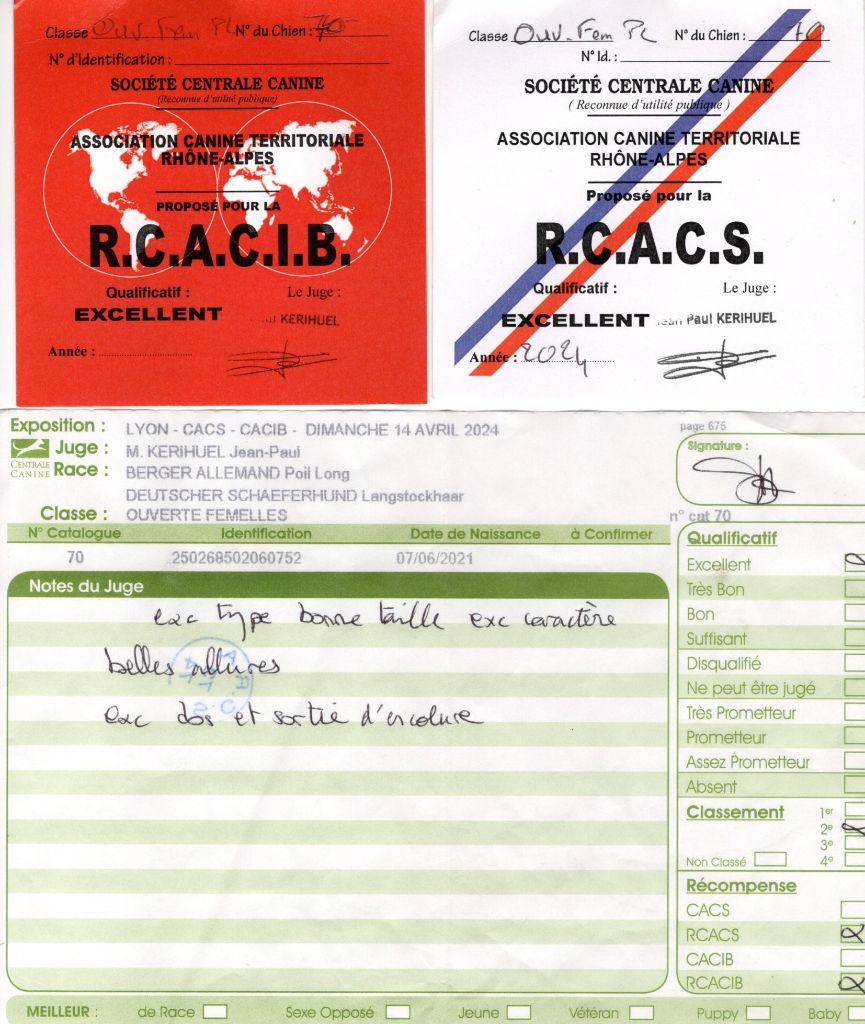 Classe Ouv. Fem PL N° du Chien : 70
N° d'Identification :
SOCIÉTÉ CENTRALE CANINE
(Reconnue d'utilité publique)
ASSOCIATION CANINE TERRITORIALE
RHÔNE-ALPES
PROPOSÉ POUR LA
R.C.A.C.I.B.
Qualificatif : Le Juge :
EXCELLENT KERIHUEL
Année :
Classe Ouv. Fem PL N° du Chien : 70
N° Id. :
SOCIÉTÉ CENTRALE CANINE
( Reconnue d'utilité publique )
ASSOCIATION CANINE TERRITORIALE
RHÔNE-ALPES
Proposé pour la
R.C.A.C.S.
Qualificatif : Le Juge :
EXCELLENT Jean Paul KERIHUEL
Année : 2024
Exposition : LYON - CACS - CACIB - DIMANCHE 14 AVRIL 2024
Juge : M. KERIHUEL Jean-Paul
CENTRALE
CANINE
Race : BERGER ALLEMAND Poil Long
DEUTSCHER SCHAEFERHUND Langstockhaar
Classe : OUVERTE FEMELLES
page 675
Signature :
n° cat 70
N° Catalogue Identification Date de Naissance à Confirmer
70 250268502060752 07/06/2021
Notes du Juge
exc type bonne taille exc caractère
belles allures
exc dos et sortie d'encolure
Qualificatif
Excellent
Très Bon
Bon
Suffisant
Disqualifié
Ne peut être jugé
Très Prometteur
Prometteur
Assez Prometteur
Absent
Classement 1er
2e
3e
Non Classé 4e
Récompense
CACS
RCACS
CACIB
RCACIB
MEILLEUR : de Race Sexe Opposé Jeune Vétéran Puppy Baby